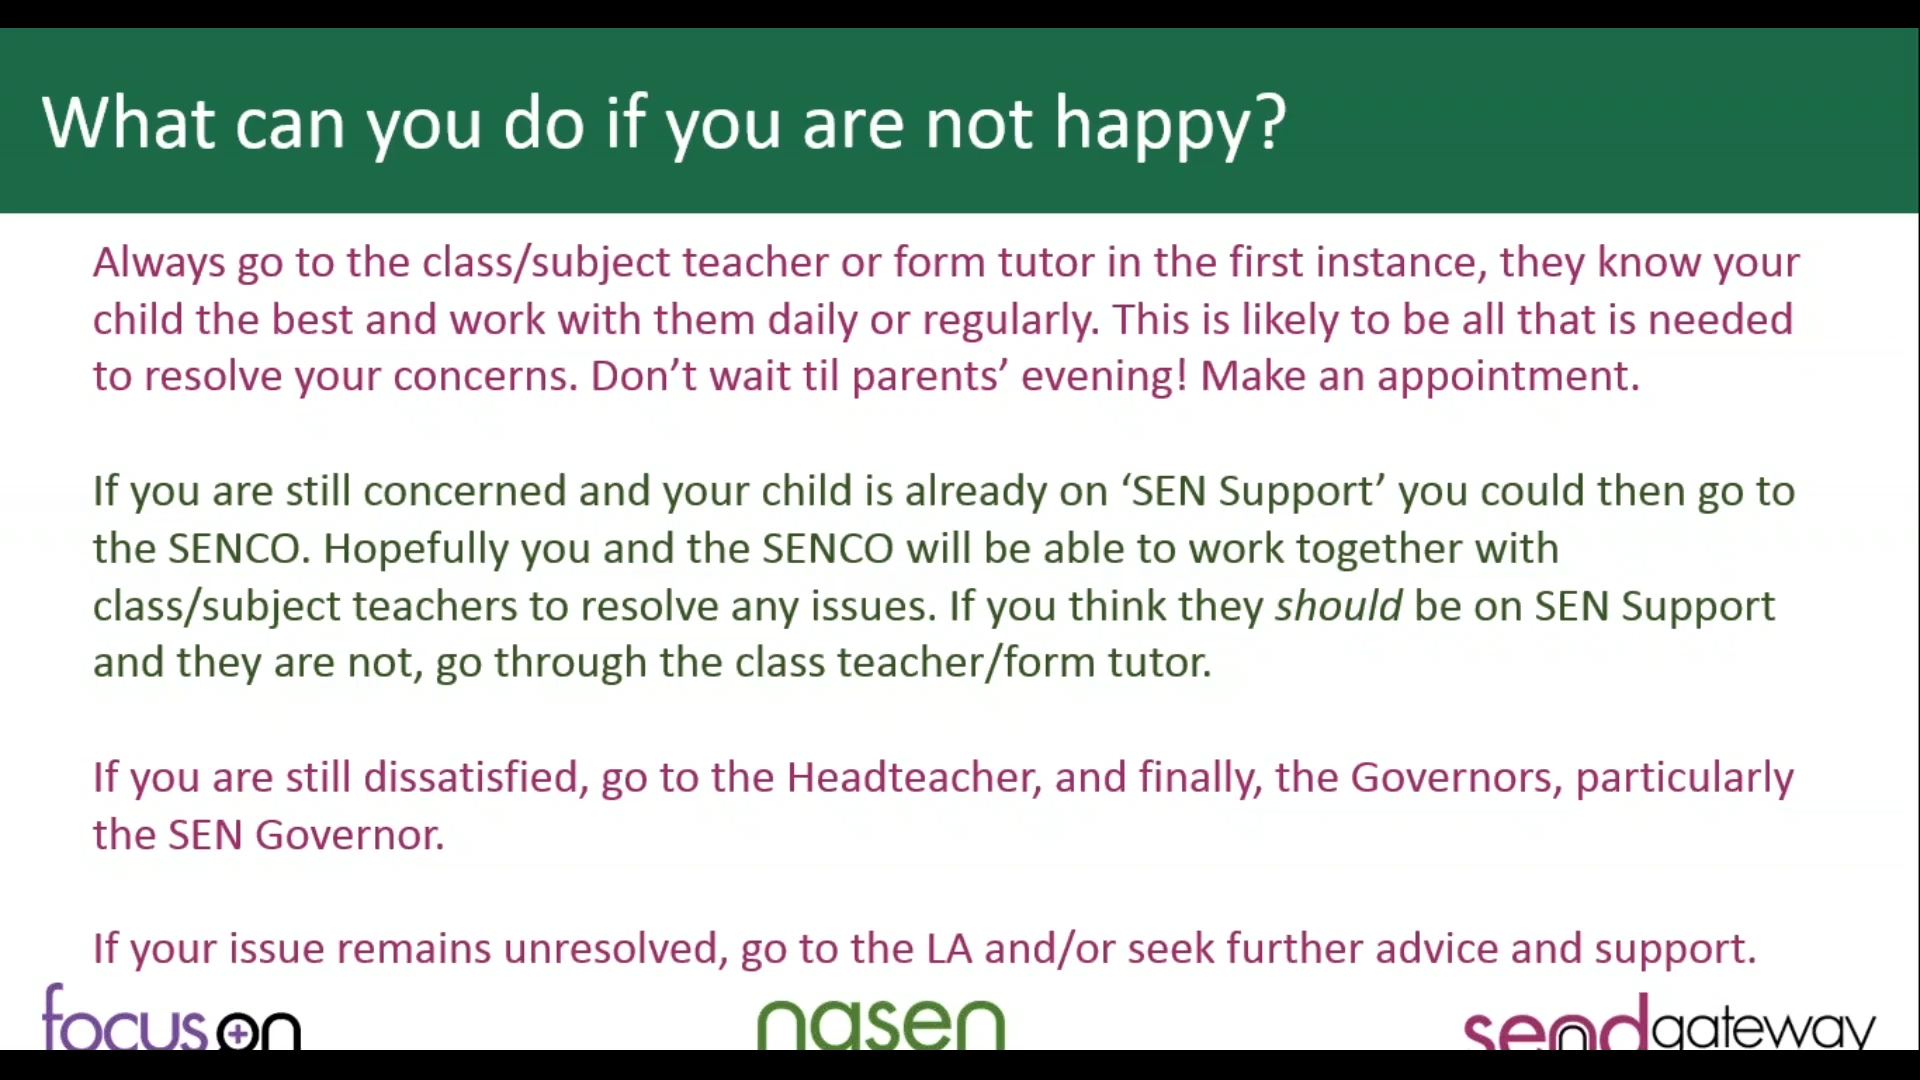 What can you do if you are not happy?
Always go to the class/subject teacher or form tutor in the first instance, they know your
child the best and work with them daily or regularly. This is likely to be all that is needed
to resolve your concerns. Don’t wait til parents’ evening! Make an appointment.
If you are still concerned and your child is already on ‘SEN Support’ you could then go to
the SENCO. Hopefully you and the SENCO will be able to work together with
class/subject teachers to resolve any issues. If you think they should be on SEN Support
and they are not, go through the class teacher/form tutor.
If you are still dissatisfied, go to the Headteacher, and finally, the Governors, particularly
the SEN Governor.
If your issue remains unresolved, go to the LA and/or seek further advice and support.
focuson nasen sendgateway